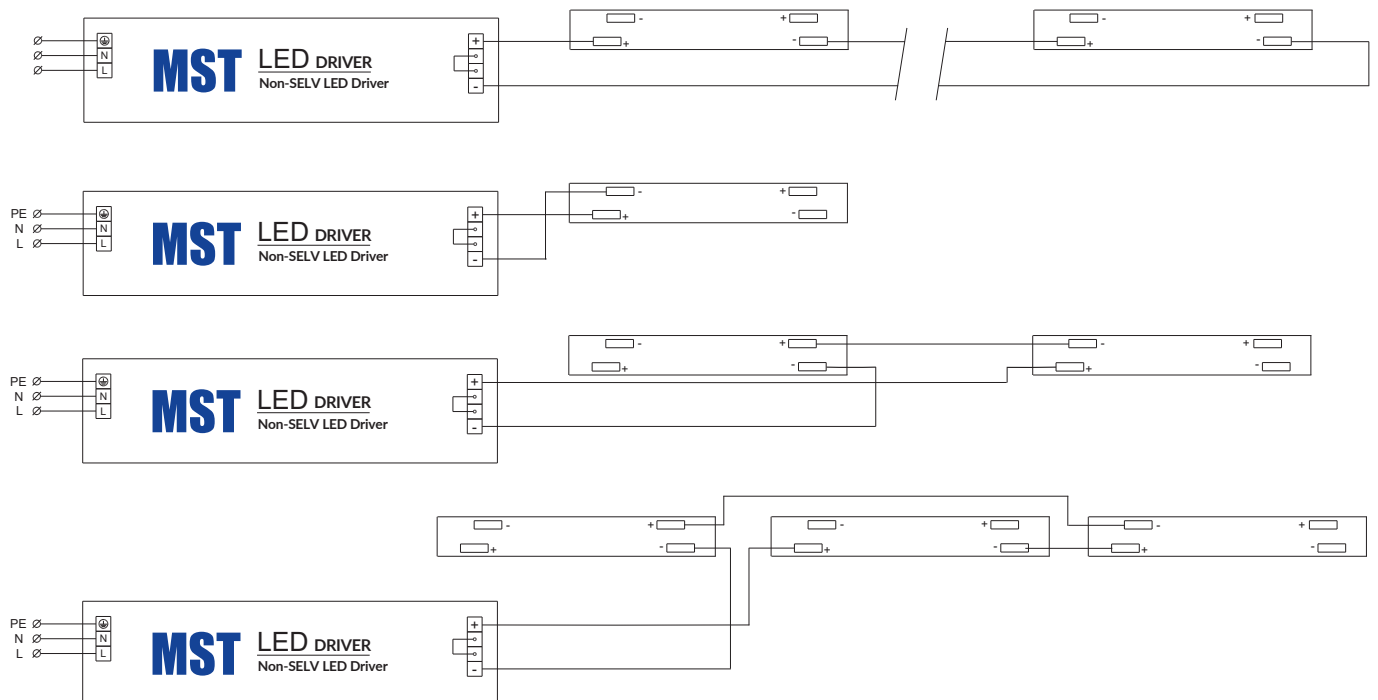 - +
+ -
- +
+ -
N
L
MST LED DRIVER
Non-SELV LED Driver
+
-
- +
+ -
PE N
N
L L
MST LED DRIVER
Non-SELV LED Driver
+
-
- +
+ -
- +
+ -
PE
N N
L L
MST LED DRIVER
Non-SELV LED Driver
+
-
- +
+ -
- +
+ -
- +
+ -
PE
N N
L L
MST LED DRIVER
Non-SELV LED Driver
+
-